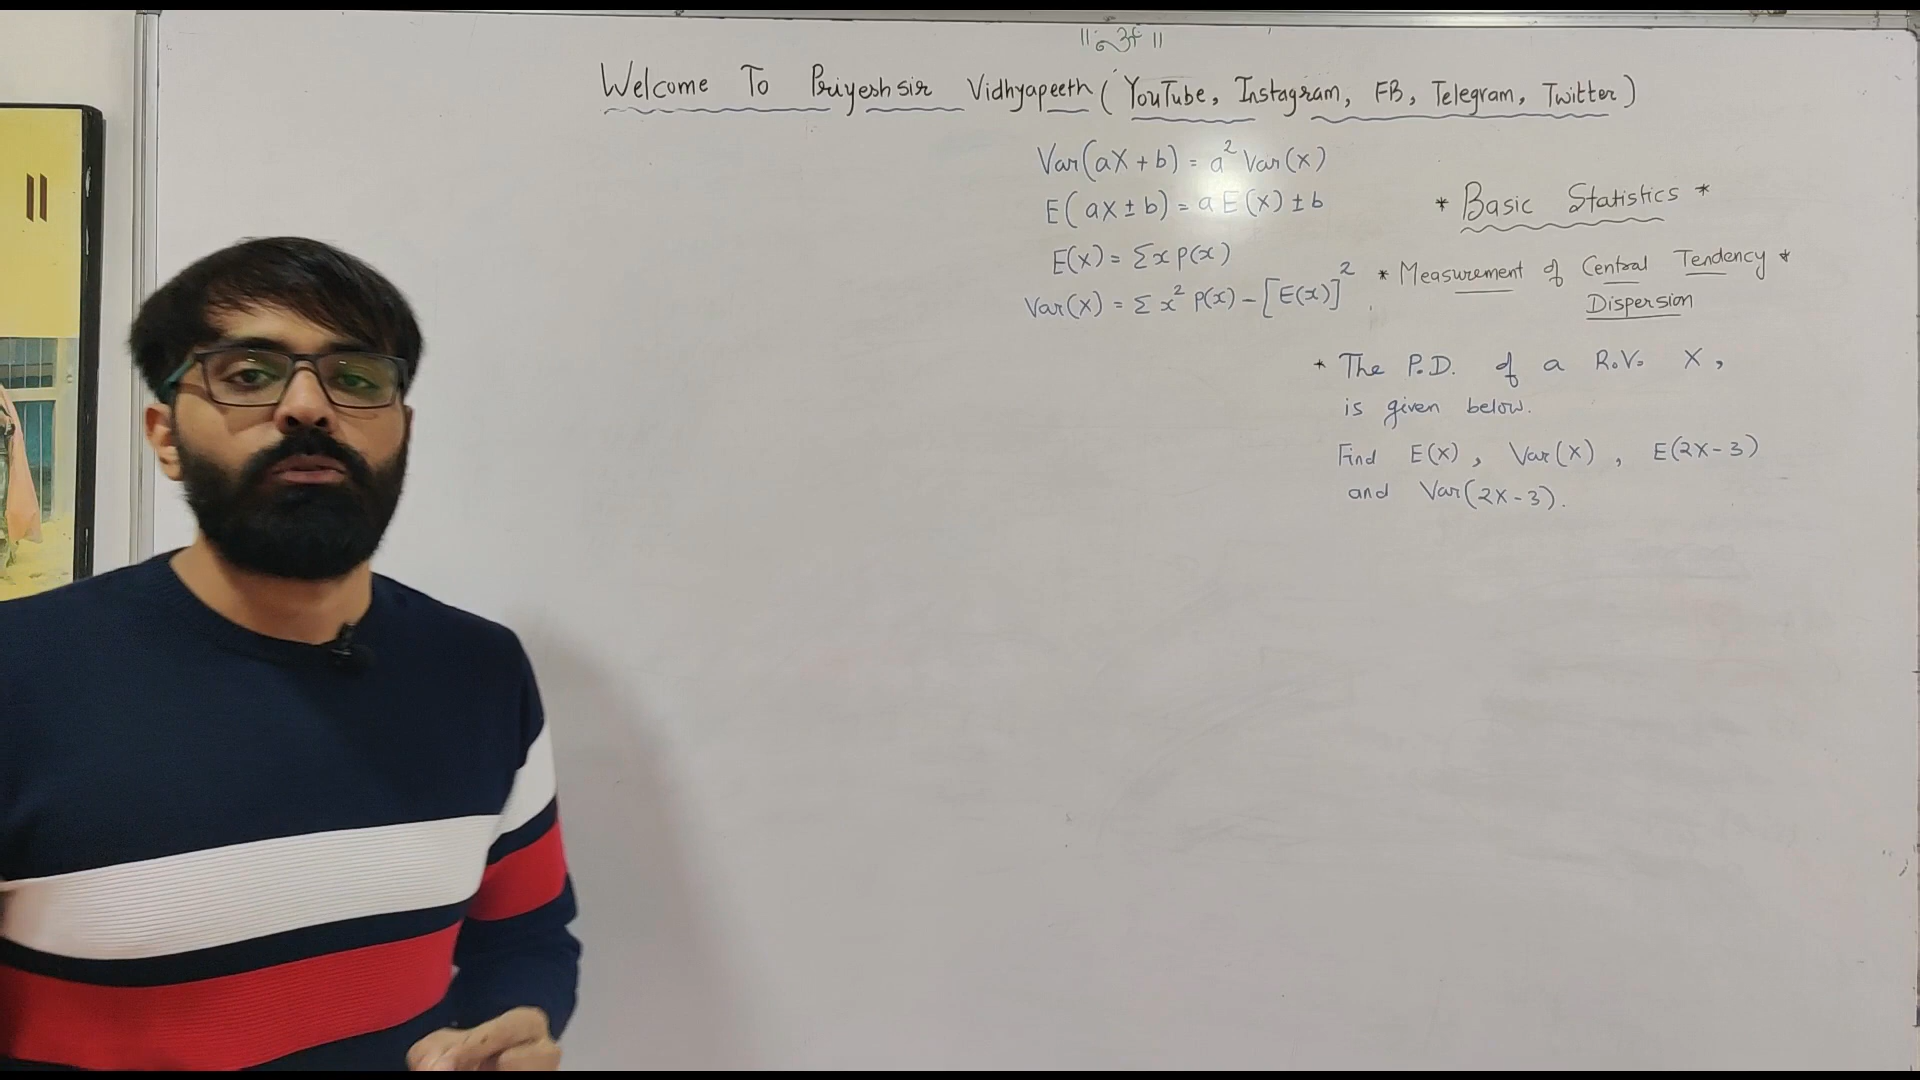 || ૐ ||
Welcome To Priyesh sir Vidhyapeeth ( YouTube, Instagram, FB, Telegram, Twitter )
Var(aX + b) = a² Var(x)
E( ax ± b) = a E(x) ± b
E(x) = Σx p(x)
Var(x) = Σ x² p(x) - [E(x)]²
* Basic Statistics *
* Measurement of Central Tendency *
Dispersion
* The P.D. of a R.V. X,
is given below.
Find E(x), Var(x), E(2x-3)
and Var(2x-3).